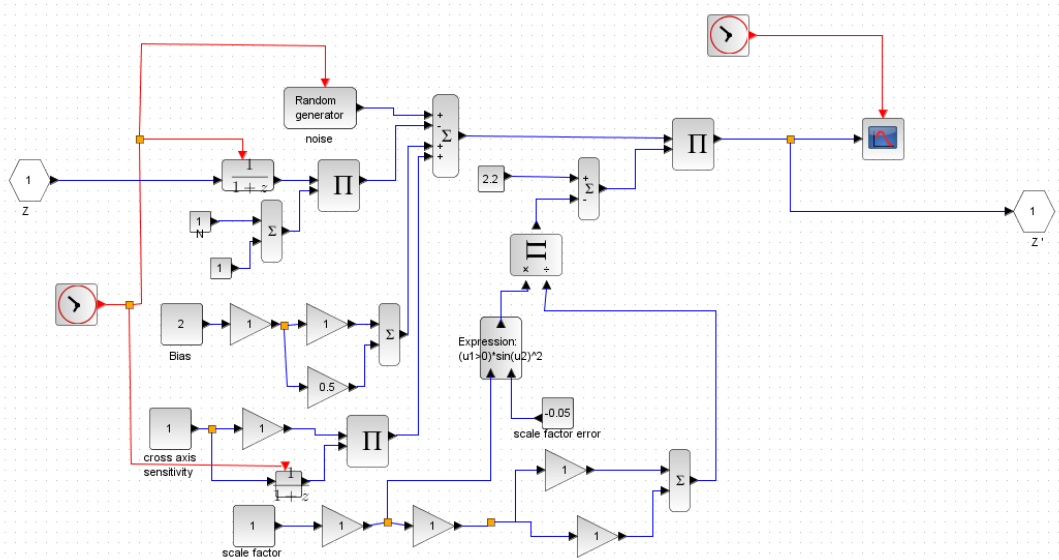 Random
generator
noise
+
-
+
+
Σ
Π
1
Z
1
1 + z
Π
1
N
Σ
1
2.2
+
-
Σ
Π
× ÷
1
Z '
2
Bias
1
1
Σ
0.5
Expression:
(u1>0)*sin(u2)^2
-0.05
scale factor error
1
cross axis
sensitivity
1
Π
1
1 + z
1
scale factor
1
1
1
1
Σ